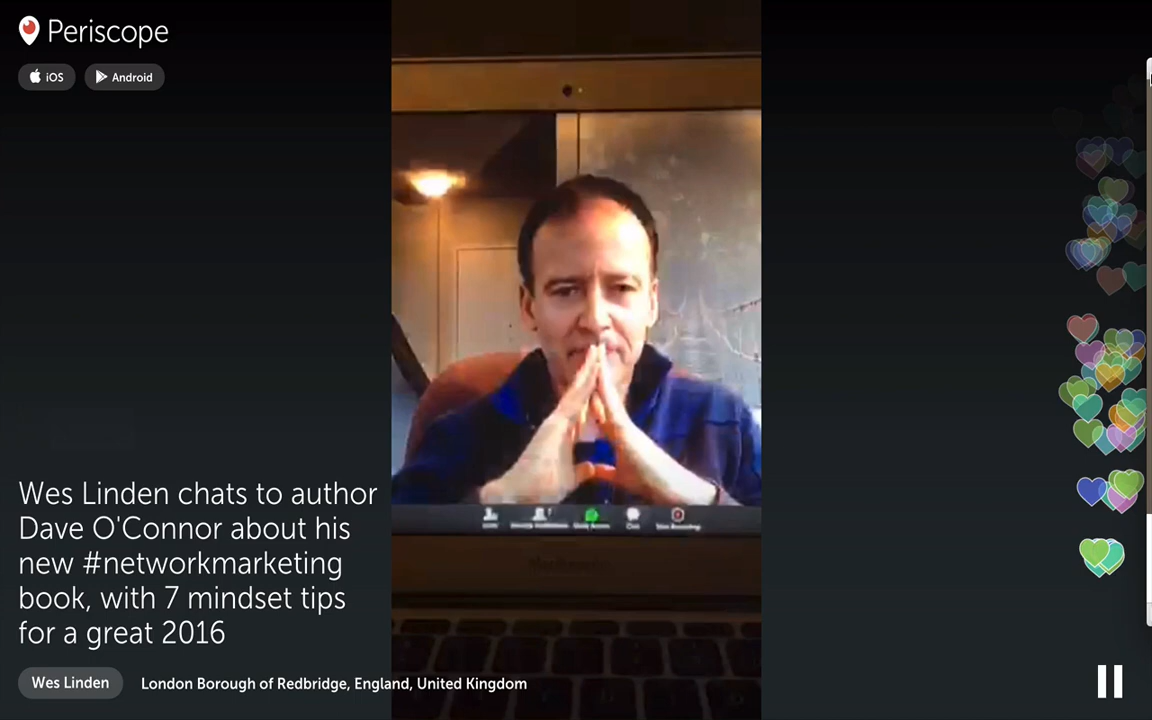 Periscope
iOS
Android
Wes Linden chats to author
Dave O'Connor about his
new #networkmarketing
book, with 7 mindset tips
for a great 2016
Wes Linden
London Borough of Redbridge, England, United Kingdom